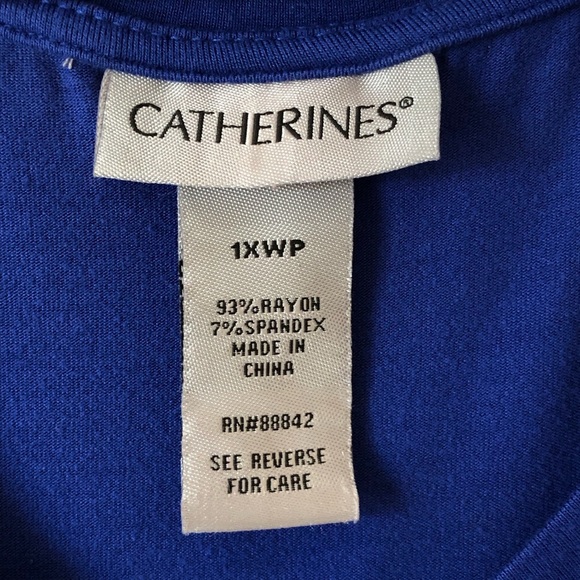 CATHERINES®
1XWP
93%RAYON
7%SPANDEX
MADE IN
CHINA
RN#88842
SEE REVERSE
FOR CARE